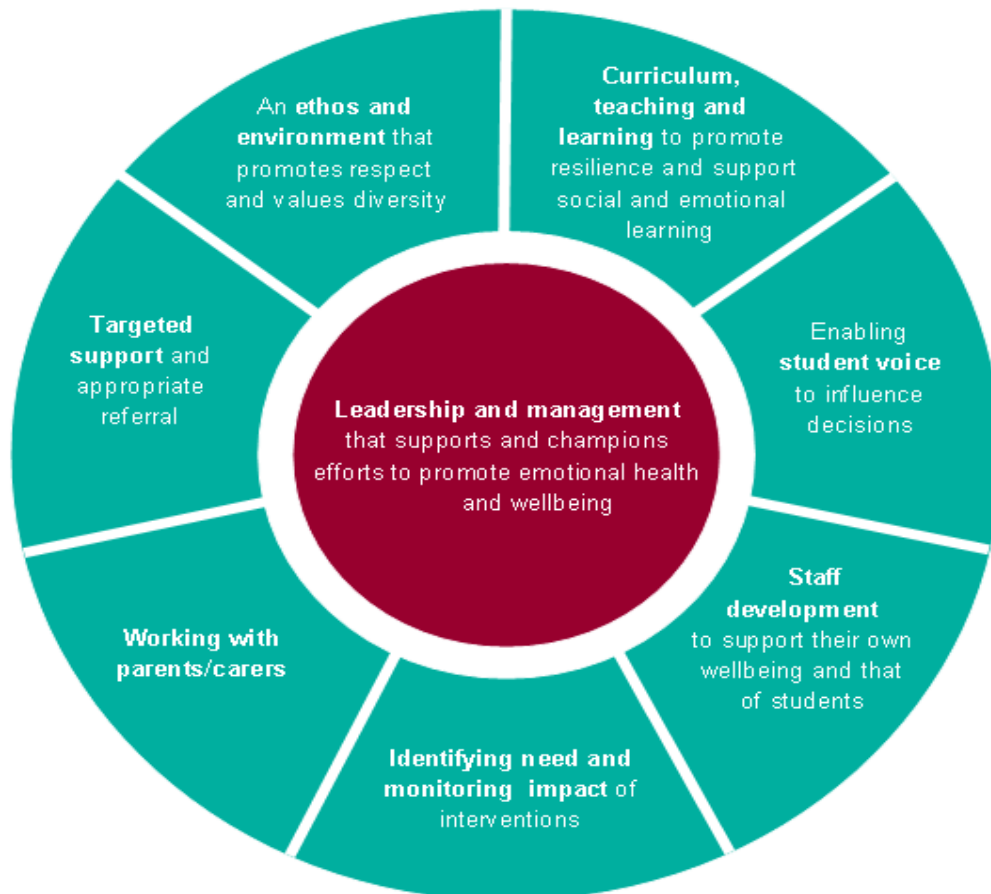 An ethos and
environment that
promotes respect
and values diversity
Curriculum,
teaching and
learning to promote
resilience and support
social and emotional
learning
Enabling
student voice
to influence
decisions
Staff
development
to support their own
wellbeing and that
of students
Identifying need and
monitoring impact of
interventions
Working with
parents/carers
Targeted
support and
appropriate
referral
Leadership and management
that supports and champions
efforts to promote emotional health
and wellbeing